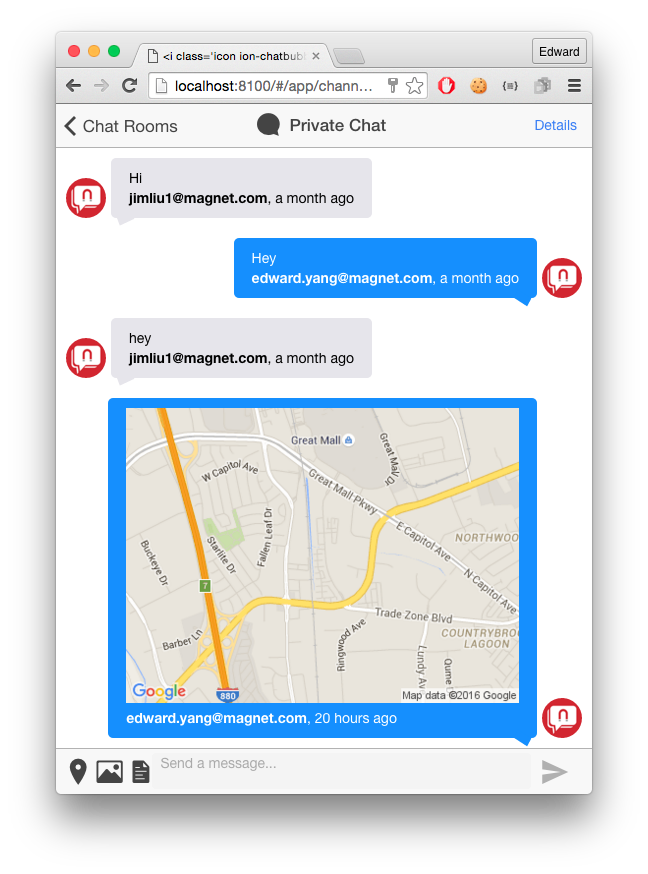 <i class='icon ion-chatbubl
Edward
localhost:8100/#/app/chann…
Chat Rooms
Private Chat
Details
Hi
jimliu1@magnet.com, a month ago
Hey
edward.yang@magnet.com, a month ago
hey
jimliu1@magnet.com, a month ago
Great Mall
Great Mall Dr
W Capitol Ave
Great Mall Pkwy
E Capitol Ave
NORTHWOO
Fallen Leaf Dr
Starlite Dr
Buckeye Dr
N Capitol Ave
7
Trade Zone Blvd
Ringwood Ave
Barber Ln
COUNTRYBRO
LAGOON
Lundy Av
Oume
880
Google
Map data ©2016 Google
edward.yang@magnet.com, 20 hours ago
Send a message...